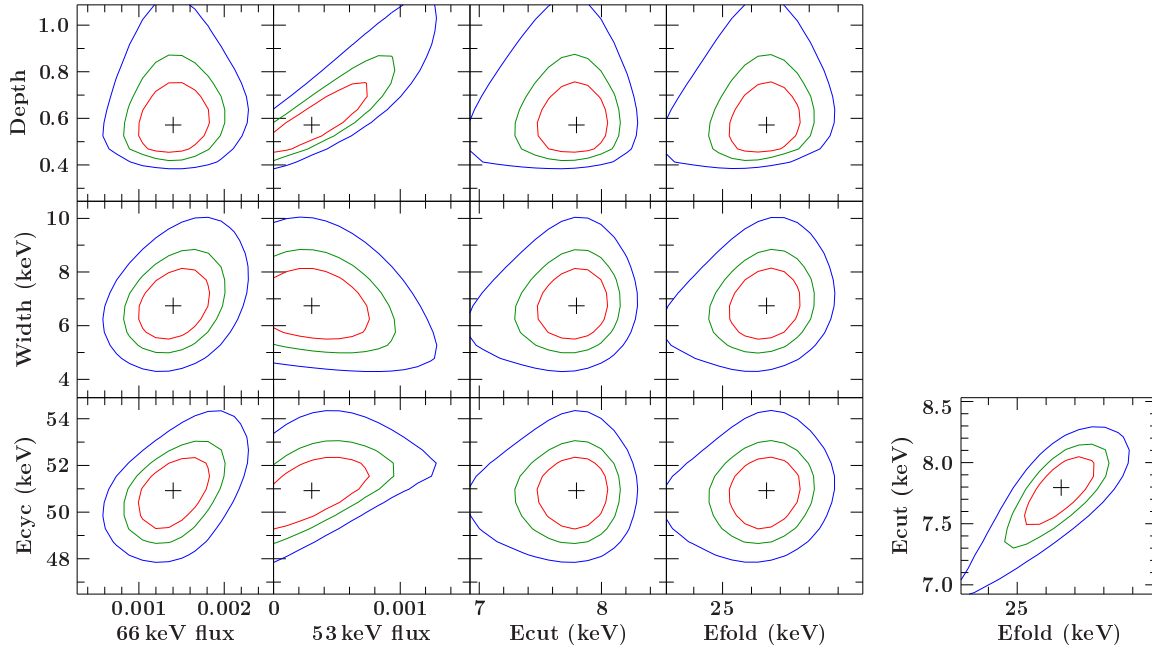 1.0
0.8
0.6
0.4
Depth
10
8
6
4
Width (keV)
54
52
50
48
Ecyc (keV)
0.001 0.002
66 keV flux
0 0.001
53 keV flux
7 8
Ecut (keV)
25
Efold (keV)
8.5
8.0
7.5
7.0
Ecut (keV)
25
Efold (keV)